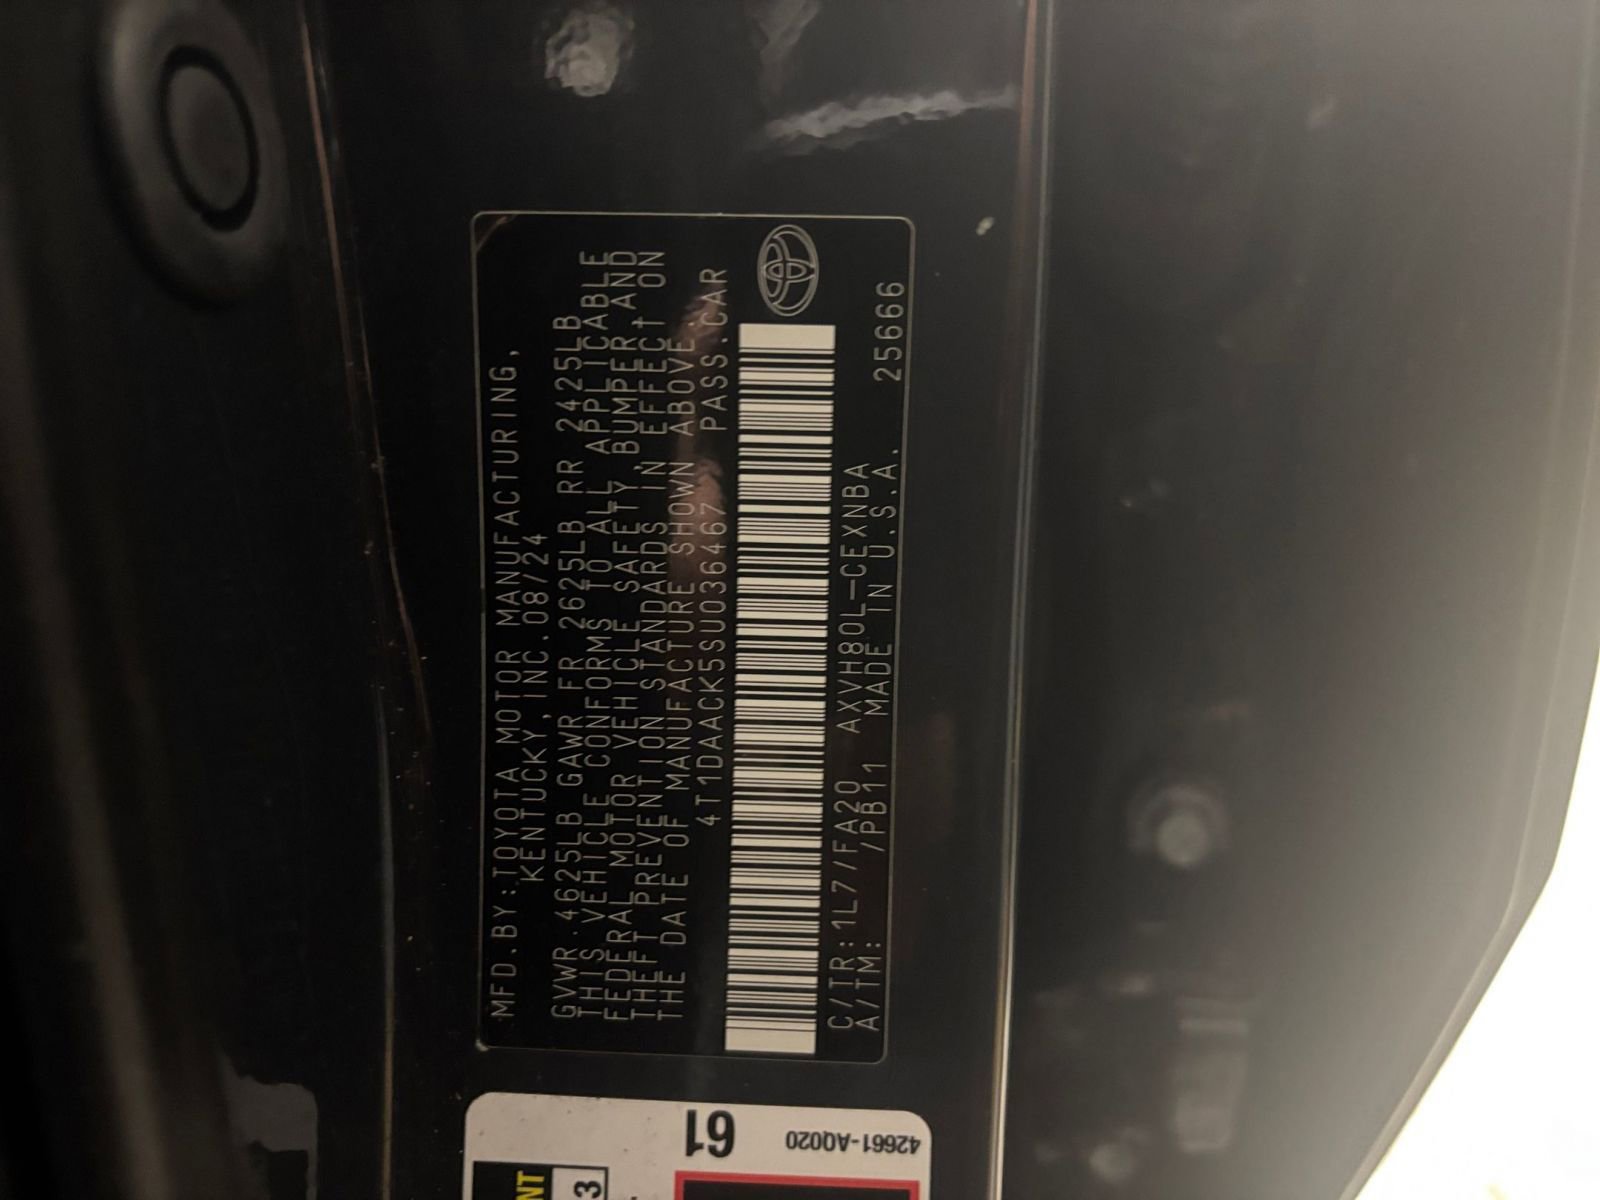 MFD.BY:TOYOTA MOTOR MANUFACTURING,
KENTUCKY, INC. 08/24
GVWR 4625LB GAWR FR 2625LB RR 2425LB
THIS VEHICLE CONFORMS TO ALL APPLICABLE
FEDERAL MOTOR VEHICLE SAFETY, BUMPER, AND
THEFT PREVENTION STANDARDS IN EFFECT ON
THE DATE OF MANUFACTURE SHOWN ABOVE.
4T1DAACK5SU036467 PASS.CAR
C/TR:1L7/FA20 AXVH80L-CEXNBA
A/TM: /PB11 MADE IN U.S.A. 25666
61
42661-AQ020
NT
3